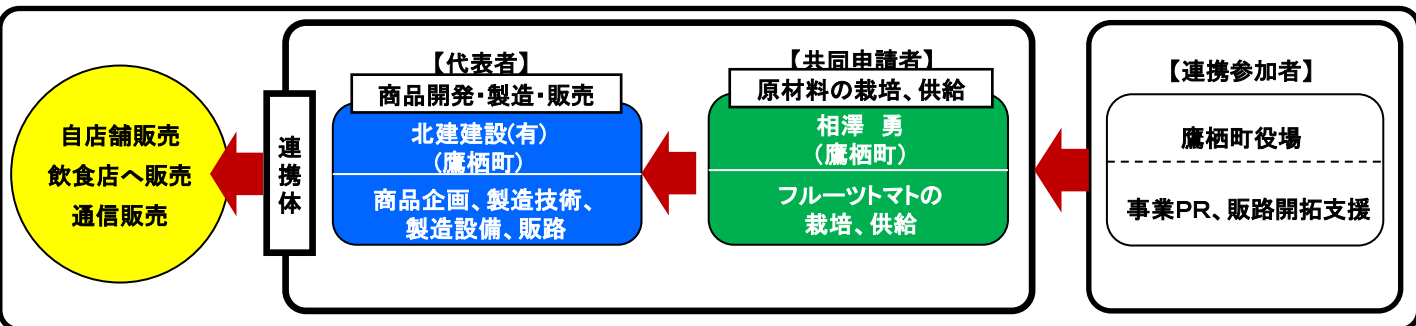 自店舗販売
飲食店へ販売
通信販売
連携体
【代表者】
商品開発・製造・販売
北建建設(有)
(鷹栖町)
商品企画、製造技術、
製造設備、販路
【共同申請者】
原材料の栽培、供給
相澤　勇
(鷹栖町)
フルーツトマトの
栽培、供給
【連携参加者】
鷹栖町役場
事業PR、販路開拓支援